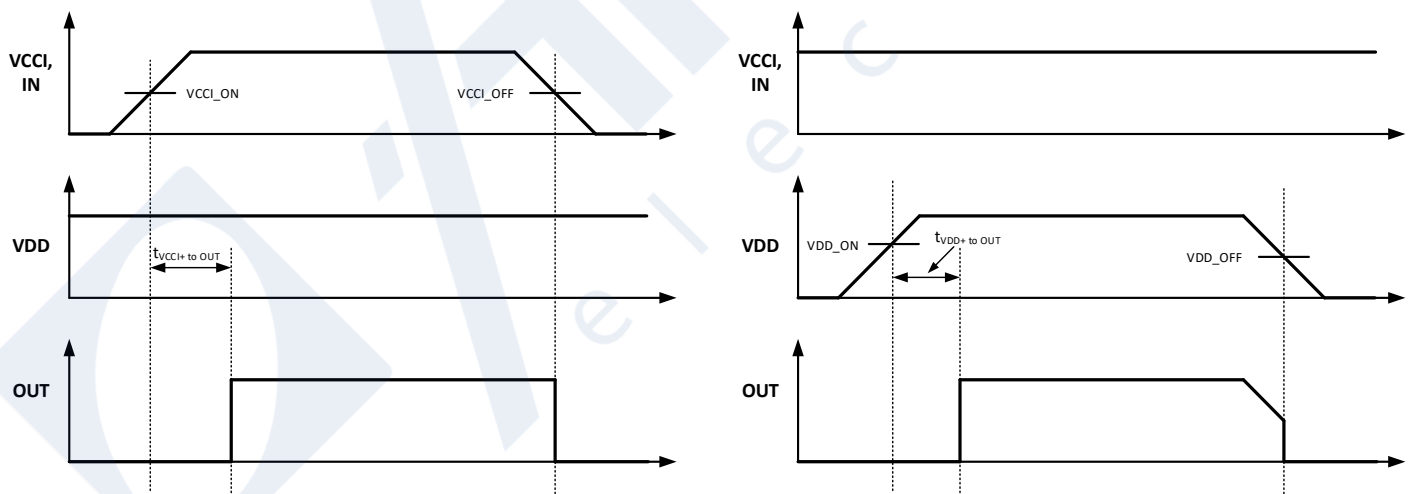 VCCI,
IN
VCCI_ON
VCCI_OFF
VDD
tVCCI+ to OUT
OUT
VCCI,
IN
VDD
VDD_ON
tVDD+ to OUT
VDD_OFF
OUT
e l e c